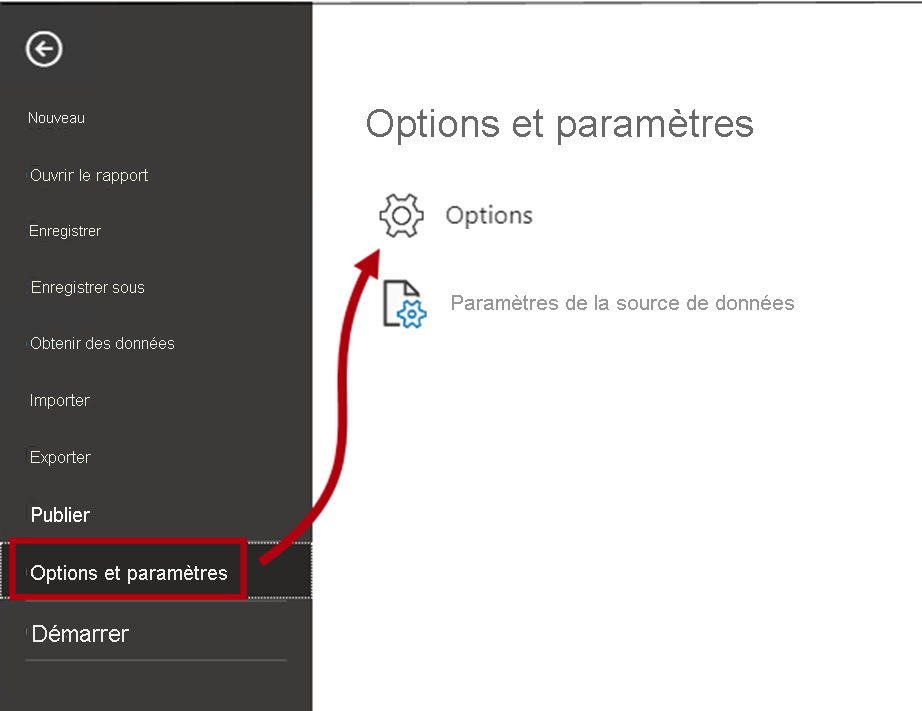 Nouveau
Ouvrir le rapport
Enregistrer
Enregistrer sous
Obtenir des données
Importer
Exporter
Publier
Options et paramètres
Démarrer
Options et paramètres
Options
Paramètres de la source de données